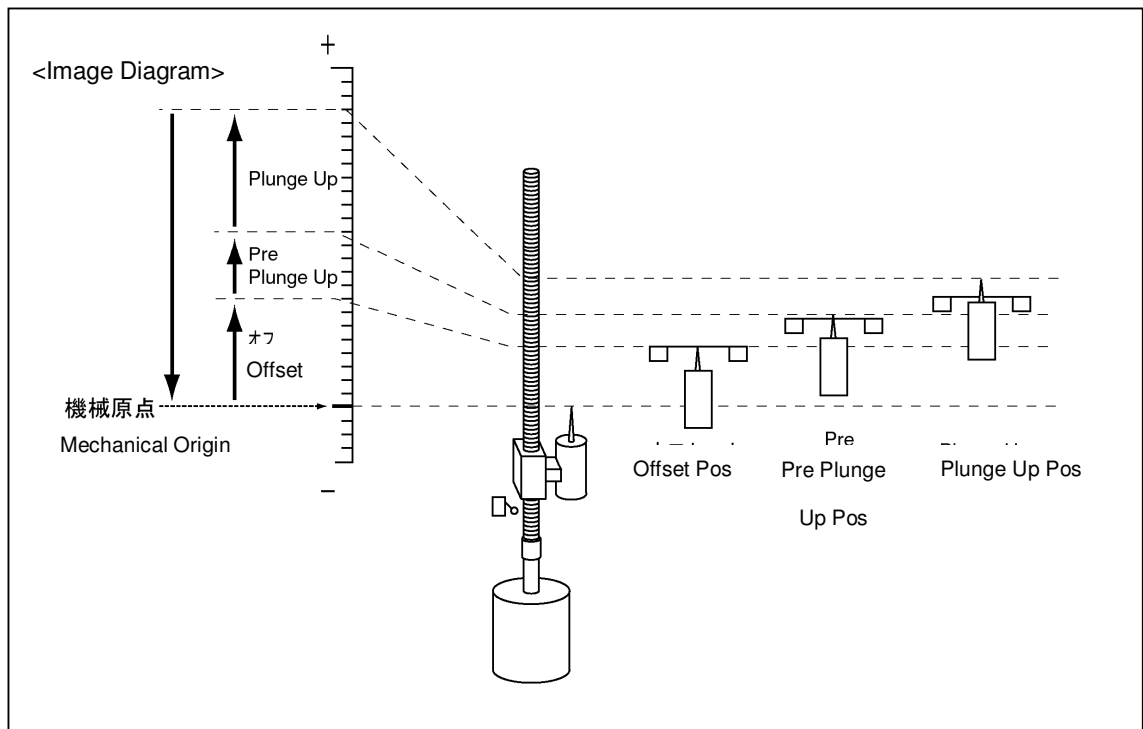 +
<Image Diagram>
Plunge Up
Pre
Plunge Up
オフ
Offset
機械原点
Mechanical Origin
−
Offset Pos
Pre
Pre Plunge
Up Pos
Plunge Up Pos